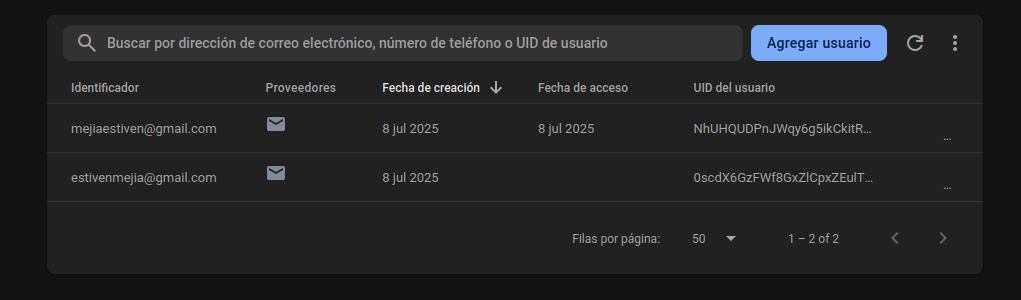 Buscar por dirección de correo electrónico, número de teléfono o UID de usuario Agregar usuario
Identificador Proveedores Fecha de creación Fecha de acceso UID del usuario
mejiaestiven@gmail.com 8 jul 2025 8 jul 2025 NhUHQUDPnJWqy6g5ikCkitR... ...
estivenmejia@gmail.com 8 jul 2025 0scdX6GzFWf8GxZlCpxZEulT... ...
Filas por página: 50 1 – 2 of 2